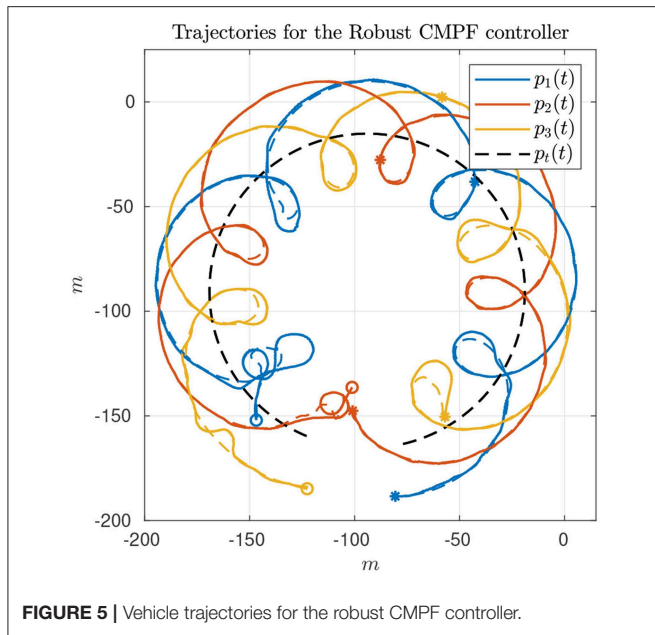 Trajectories for the Robust CMPF controller
p₁(t)
p₂(t)
p₃(t)
pₜ(t)
0
-50
-100
-150
-200
m
-200 -150 -100 -50 0
m
FIGURE 5 | Vehicle trajectories for the robust CMPF controller.